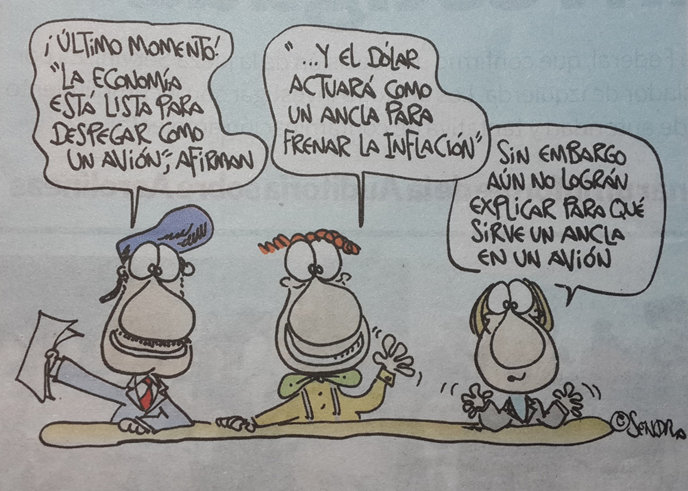 ¡ÚLTIMO MOMENTO!
"LA ECONOMÍA
ESTÁ LISTA PARA
DESPEGAR COMO
UN AVIÓN", AFIRMAN
"...Y EL DÓLAR
ACTUARÁ COMO
UN ANCLA PARA
FRENAR LA INFLACIÓN"
SIN EMBARGO
AÚN NO LOGRÁN
EXPLICAR PARA QUÉ
SIRVE UN ANCLA
EN UN AVIÓN
©SENDRA